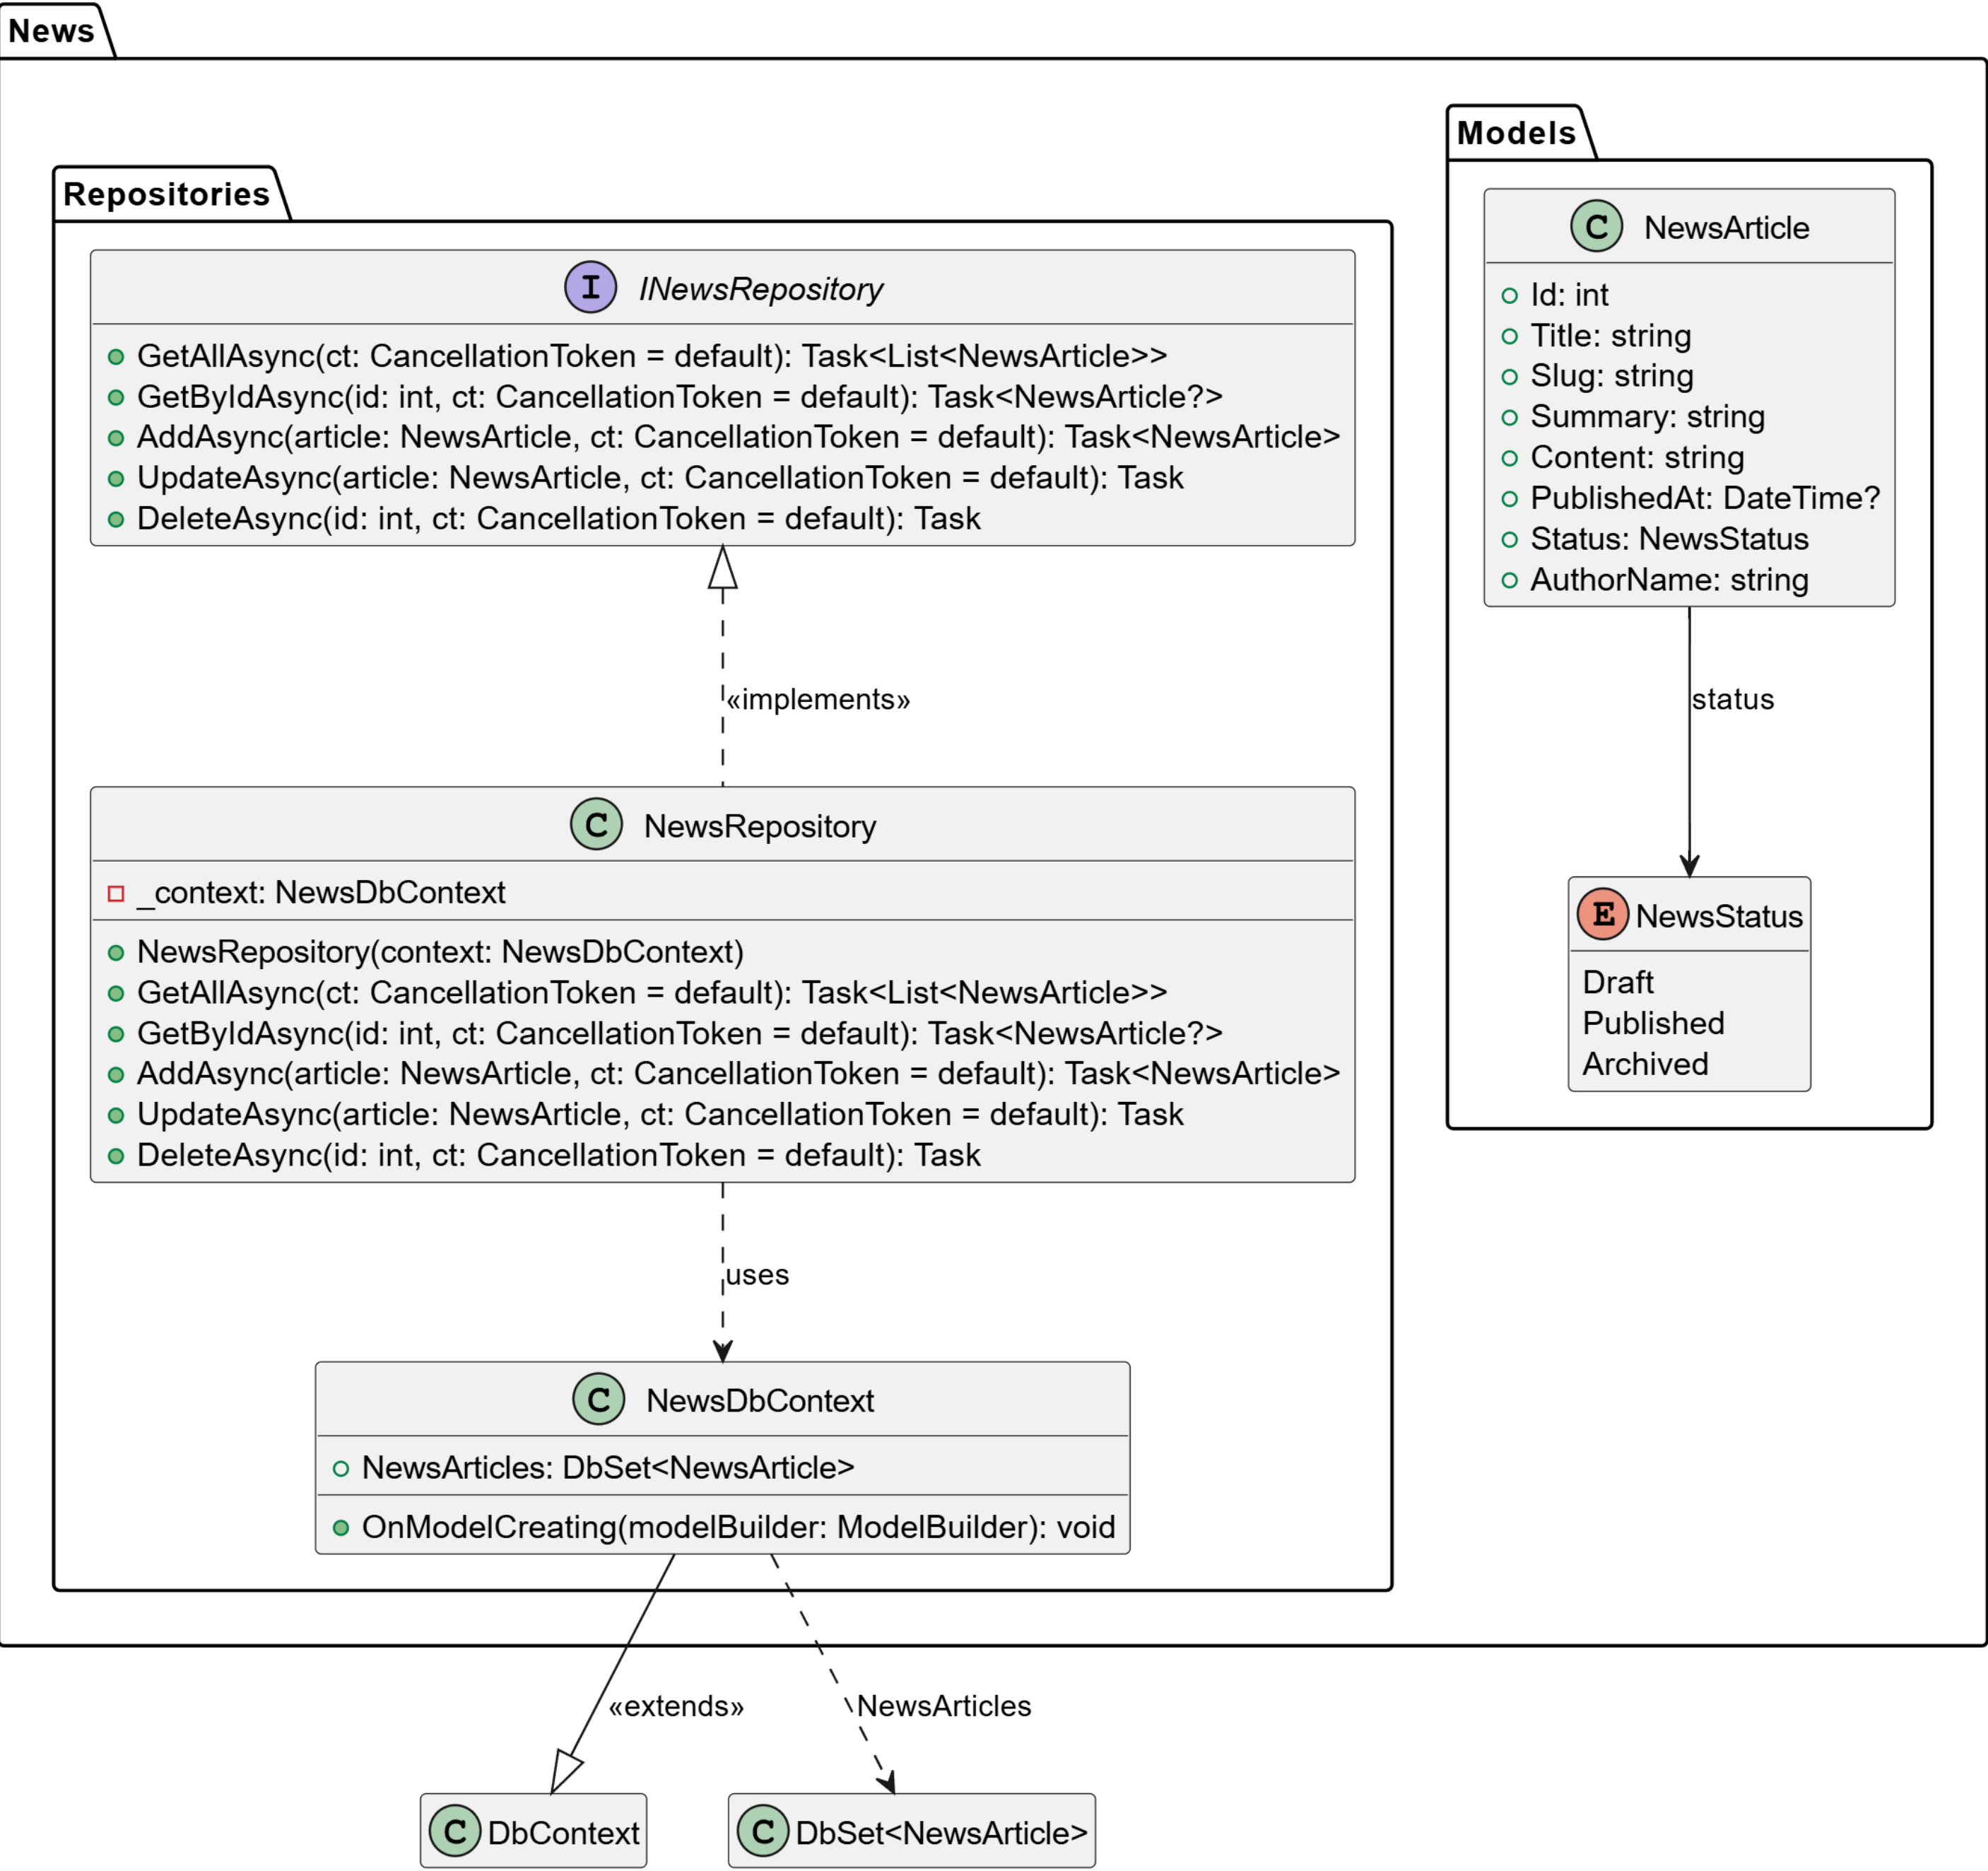 News
Repositories
I INewsRepository
GetAllAsync(ct: CancellationToken = default): Task<List<NewsArticle>>
GetByIdAsync(id: int, ct: CancellationToken = default): Task<NewsArticle?>
AddAsync(article: NewsArticle, ct: CancellationToken = default): Task<NewsArticle>
UpdateAsync(article: NewsArticle, ct: CancellationToken = default): Task
DeleteAsync(id: int, ct: CancellationToken = default): Task
«implements»
C NewsRepository
_context: NewsDbContext
NewsRepository(context: NewsDbContext)
GetAllAsync(ct: CancellationToken = default): Task<List<NewsArticle>>
GetByIdAsync(id: int, ct: CancellationToken = default): Task<NewsArticle?>
AddAsync(article: NewsArticle, ct: CancellationToken = default): Task<NewsArticle>
UpdateAsync(article: NewsArticle, ct: CancellationToken = default): Task
DeleteAsync(id: int, ct: CancellationToken = default): Task
uses
C NewsDbContext
NewsArticles: DbSet<NewsArticle>
OnModelCreating(modelBuilder: ModelBuilder): void
Models
C NewsArticle
Id: int
Title: string
Slug: string
Summary: string
Content: string
PublishedAt: DateTime?
Status: NewsStatus
AuthorName: string
status
E NewsStatus
Draft
Published
Archived
«extends»
NewsArticles
C DbContext
C DbSet<NewsArticle>